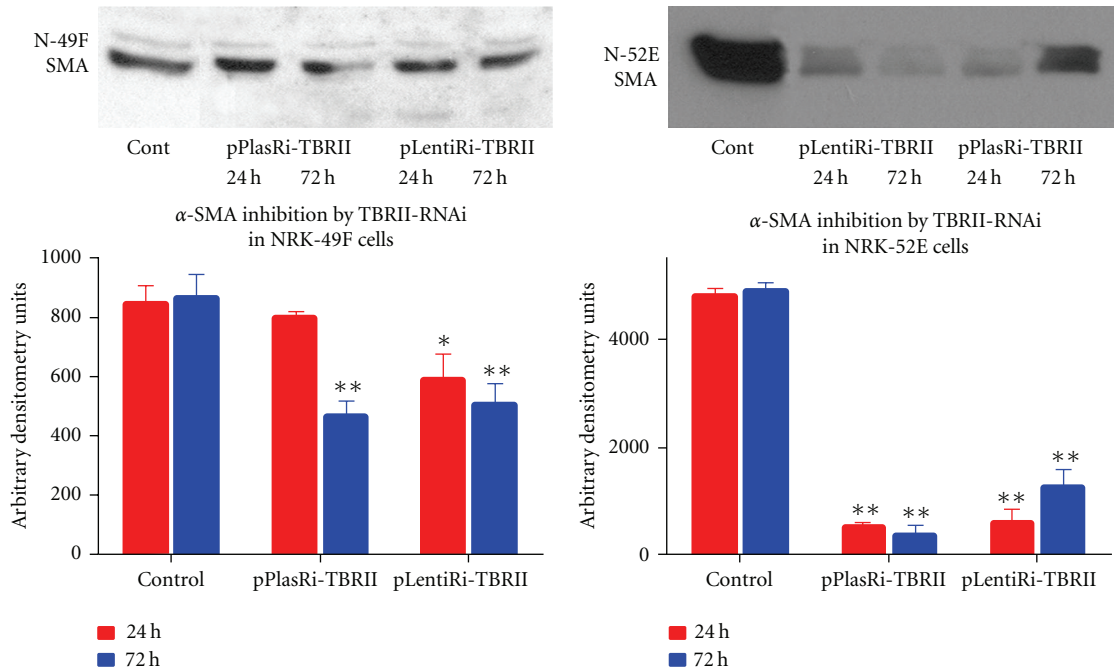 N-49F
SMA
Cont pPlasRi-TBRII pLentiRi-TBRII
24 h 72 h 24 h 72 h
α-SMA inhibition by TBRII-RNAi
in NRK-49F cells
Arbitrary densitometry units
1000
800
600
400
200
0
*
**
**
Control pPlasRi-TBRII pLentiRi-TBRII
24 h
72 h
N-52E
SMA
Cont pLentiRi-TBRII pPlasRi-TBRII
24 h 72 h 24 h 72 h
α-SMA inhibition by TBRII-RNAi
in NRK-52E cells
Arbitrary densitometry units
4000
2000
0
**
** ** **
Control pPlasRi-TBRII pLentiRi-TBRII
24 h
72 h